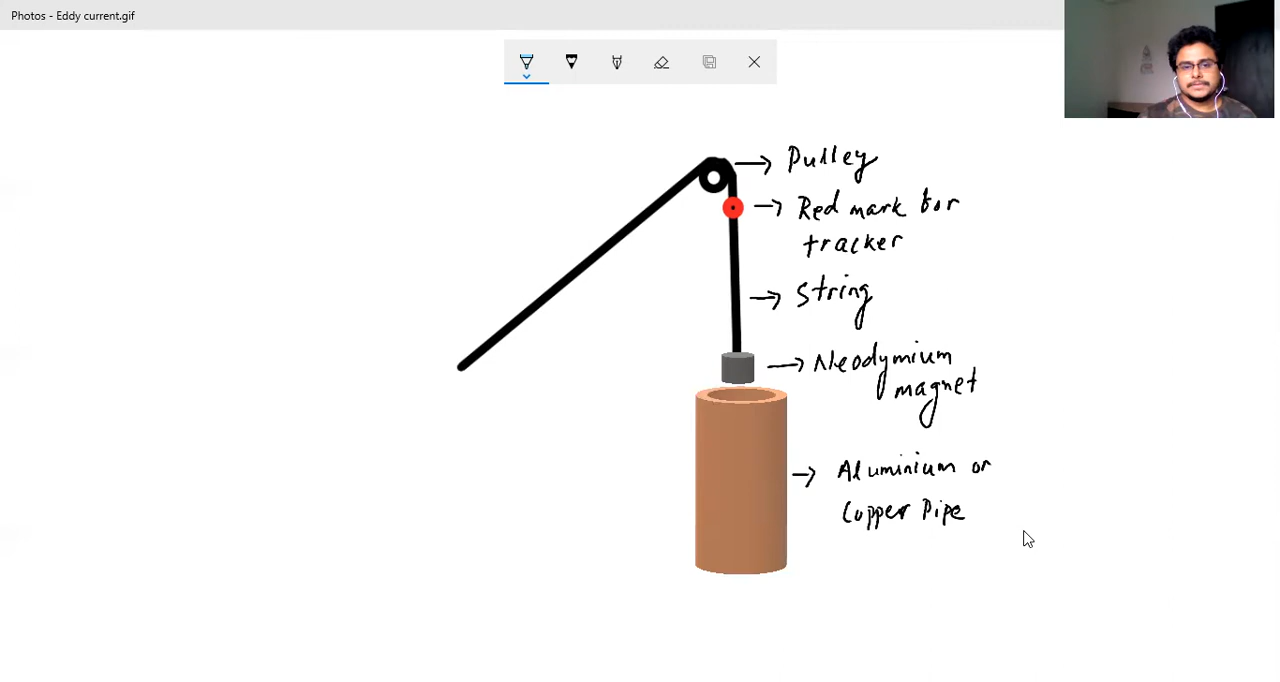 Photos - Eddy current.gif
Pulley
Red mark for
tracker
String
Neodymium
magnet
Aluminium or
Copper Pipe